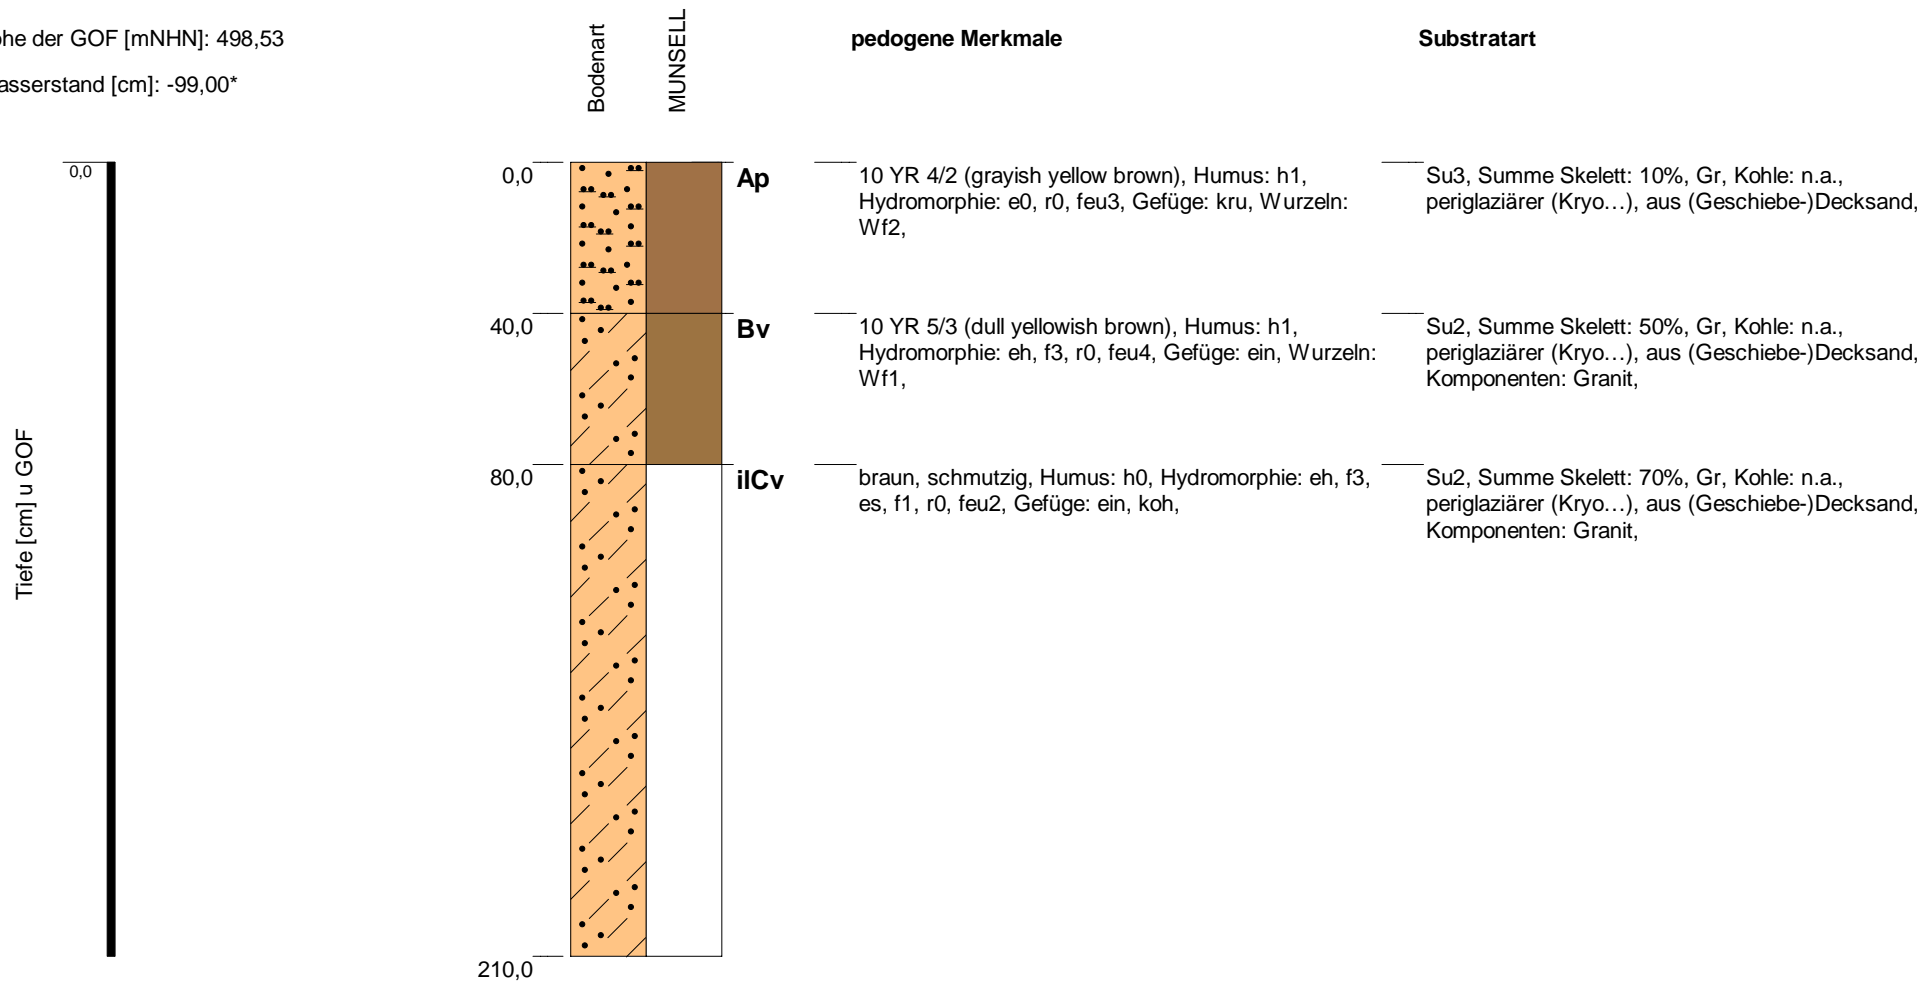 öhe der GOF [mNHN]: 498,53
asserstand [cm]: -99,00*
Bodenart
MUNSELL
pedogene Merkmale
Substratart
Tiefe [cm] u GOF
0,0
0,0
Ap
10 YR 4/2 (grayish yellow brown), Humus: h1,
Hydromorphie: e0, r0, feu3, Gefüge: kru, Wurzeln:
Wf2,
Su3, Summe Skelett: 10%, Gr, Kohle: n.a.,
periglaziärer (Kryo…), aus (Geschiebe-)Decksand,
40,0
Bv
10 YR 5/3 (dull yellowish brown), Humus: h1,
Hydromorphie: eh, f3, r0, feu4, Gefüge: ein, Wurzeln:
Wf1,
Su2, Summe Skelett: 50%, Gr, Kohle: n.a.,
periglaziärer (Kryo…), aus (Geschiebe-)Decksand,
Komponenten: Granit,
80,0
ilCv
braun, schmutzig, Humus: h0, Hydromorphie: eh, f3,
es, f1, r0, feu2, Gefüge: ein, koh,
Su2, Summe Skelett: 70%, Gr, Kohle: n.a.,
periglaziärer (Kryo…), aus (Geschiebe-)Decksand,
Komponenten: Granit,
210,0